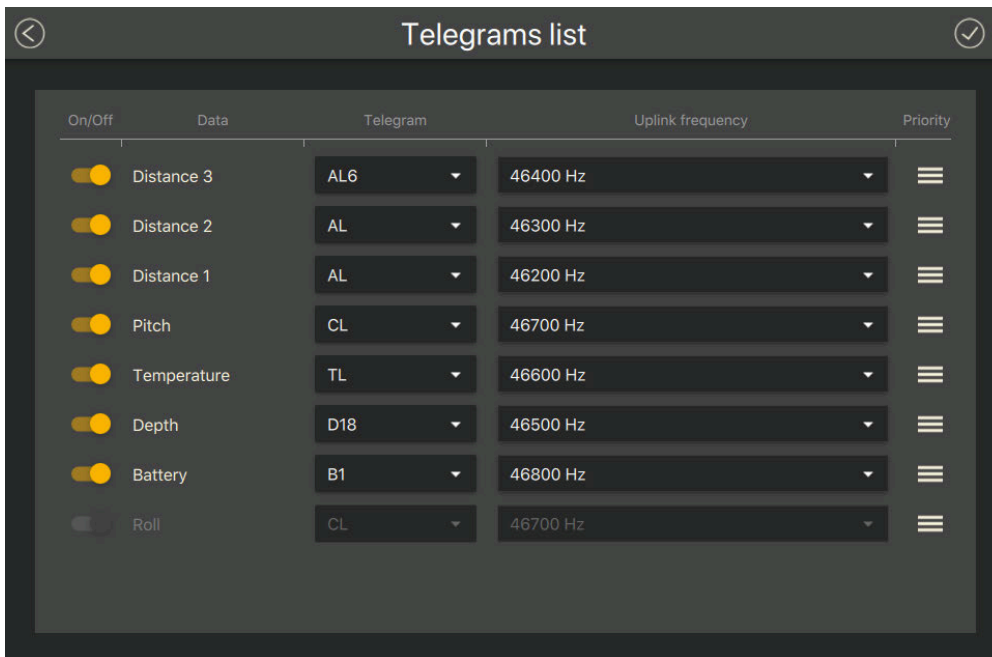 Telegrams list
On/Off Data Telegram Uplink frequency Priority
Distance 3 AL6 46400 Hz
Distance 2 AL 46300 Hz
Distance 1 AL 46200 Hz
Pitch CL 46700 Hz
Temperature TL 46600 Hz
Depth D18 46500 Hz
Battery B1 46800 Hz
Roll CL 46700 Hz